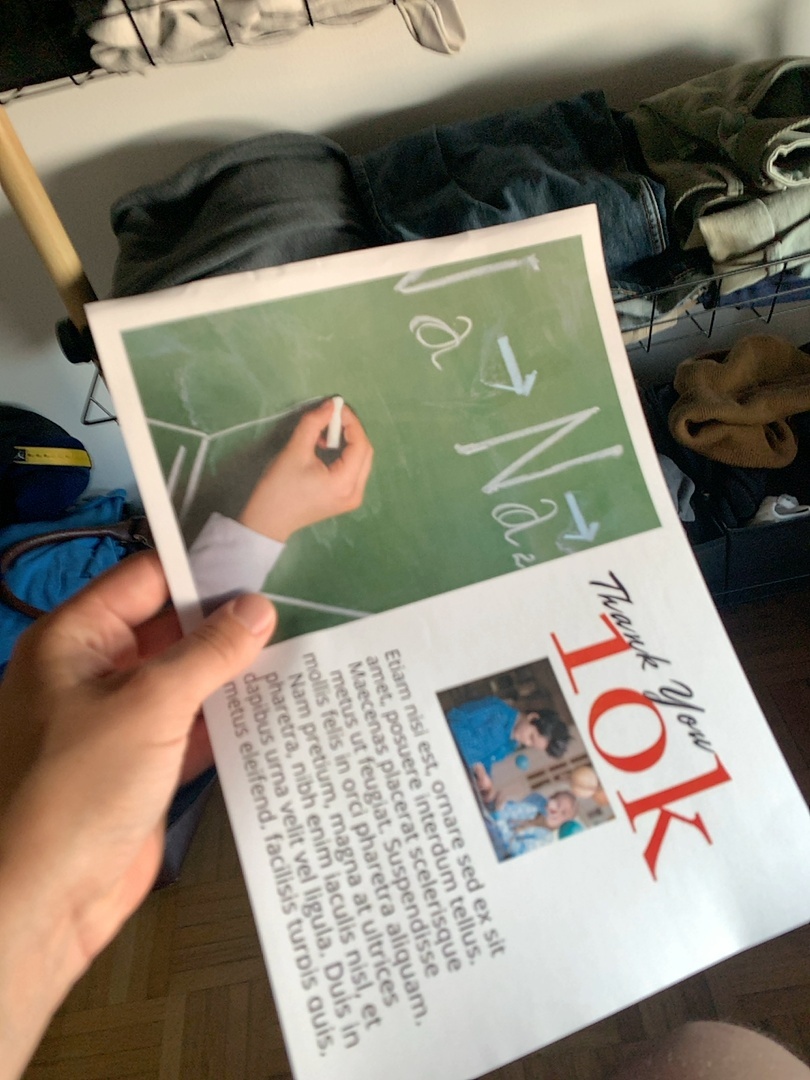 Na
Na₂
Thank You
10k
Etiam nisi est, ornare sed ex sit
amet, posuere interdum tellus.
Maecenas placerat scelerisque
metus ut feugiat. Suspendisse
mollis felis in orci pharetra aliquam.
Nam pretium, magna at ultrices
pharetra, nibh enim iaculis nisl, et
dapibus urna velit vel ligula. Duis in
metus eleifend, facilisis turpis quis,